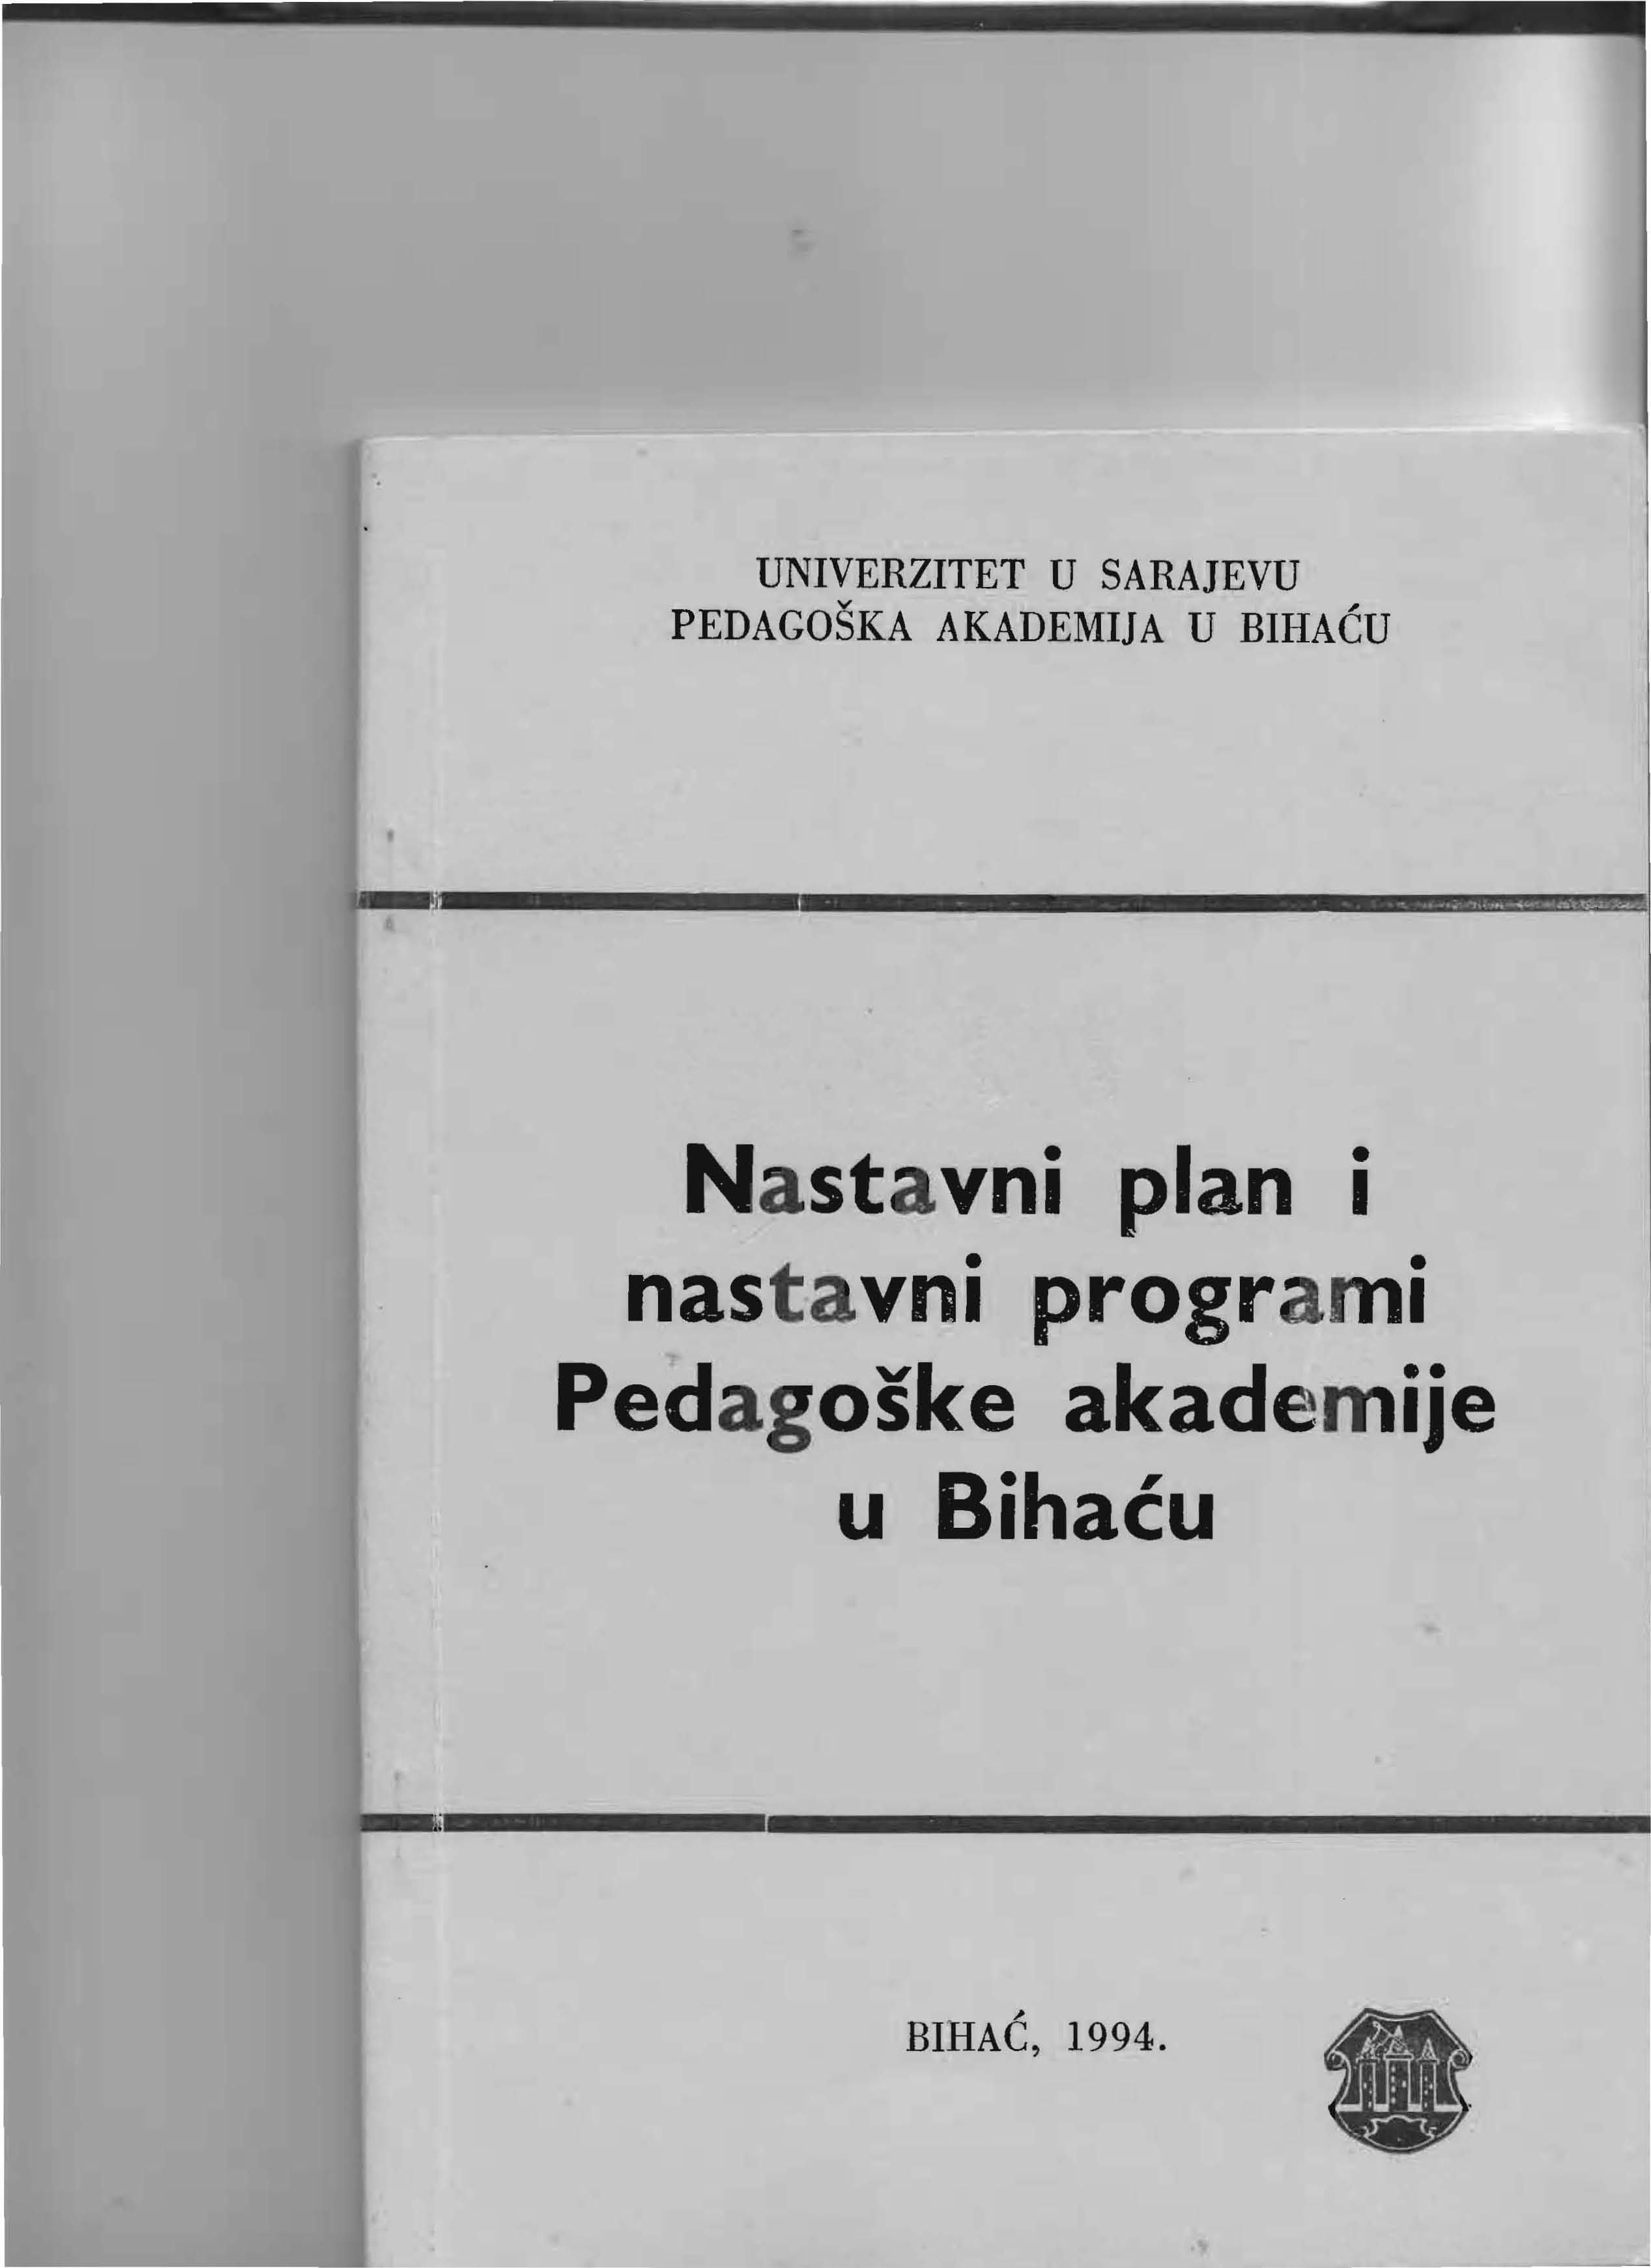 UNIVERZITET U SARAJEVU
PEDAGOŠKA AKADEMIJA U BIHAĆU
Nastavni plan i
nastavni programi
Pedagoške akademije
u Bihaću
BIHAĆ, 1994.